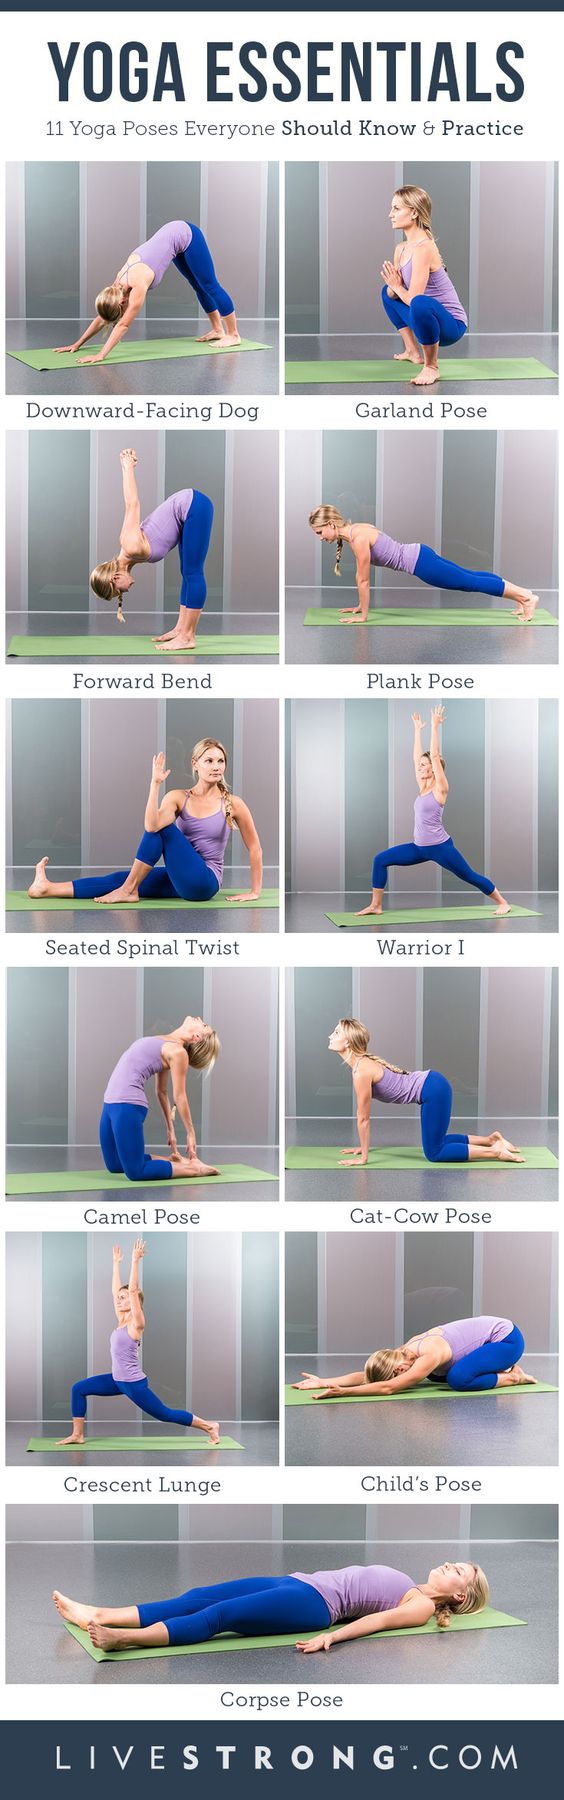 YOGA ESSENTIALS
11 Yoga Poses Everyone Should Know & Practice
Downward-Facing Dog
Garland Pose
Forward Bend
Plank Pose
Seated Spinal Twist
Warrior I
Camel Pose
Cat-Cow Pose
Crescent Lunge
Child's Pose
Corpse Pose
LIVESTRONG℠.COM